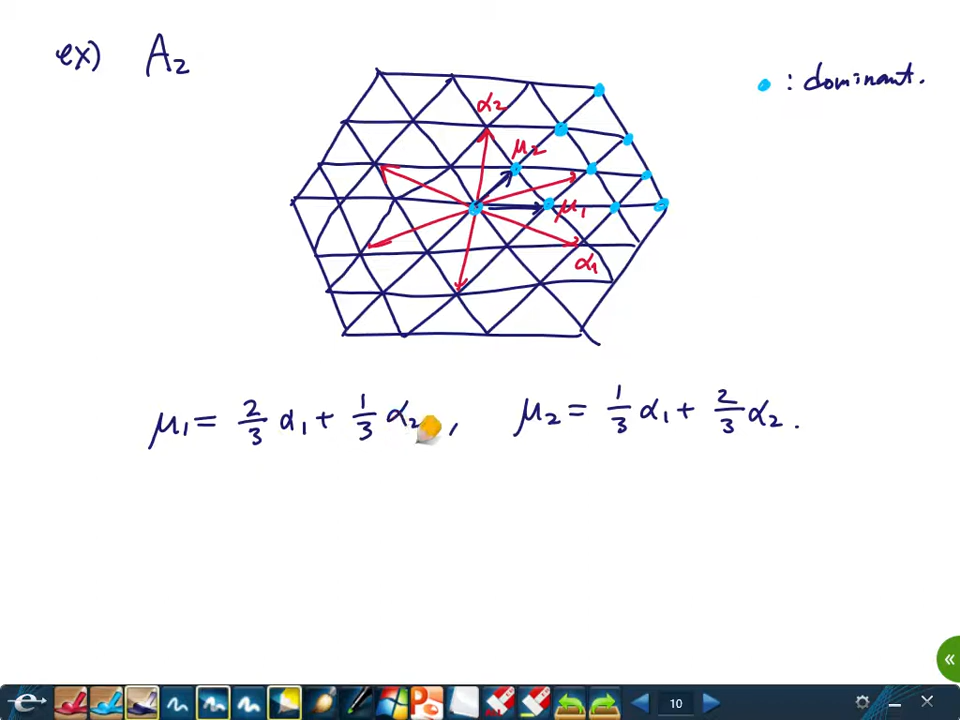 ex) A₂
● : dominant.
α2
μ2
μ1
α1
μ₁ = 2/3 α₁ + 1/3 α₂ , μ₂ = 1/3 α₁ + 2/3 α₂ .
10